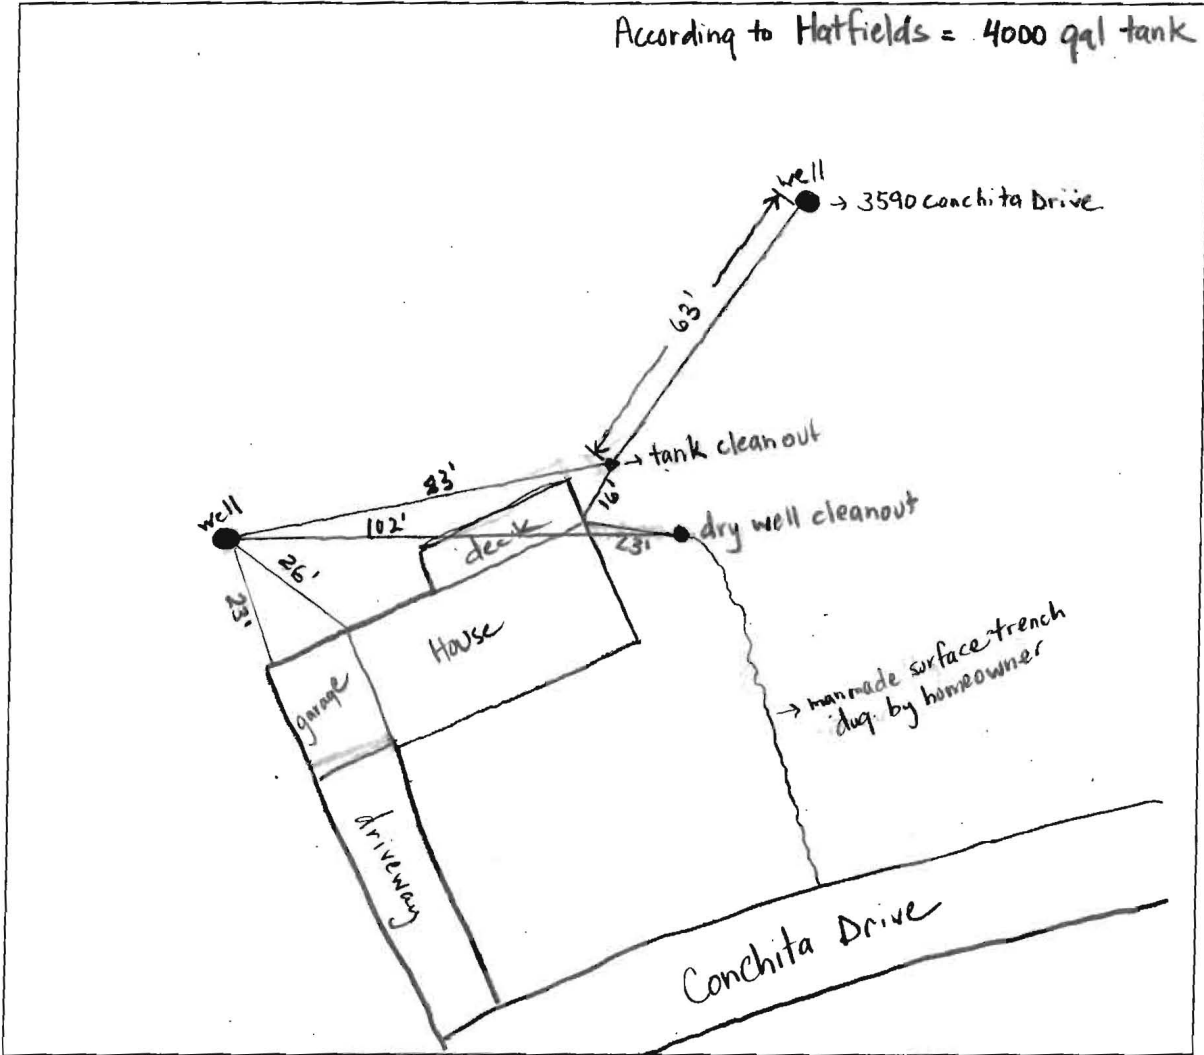 According to Hatfields = 4000 gal tank
well
→ 3590 Conchita Drive
63'
→ tank cleanout
83'
16'
well
102'
deck
23'
dry well cleanout
26'
23'
House
garage
→ manmade surface trench
dug by homeowner
driveway
Conchita Drive